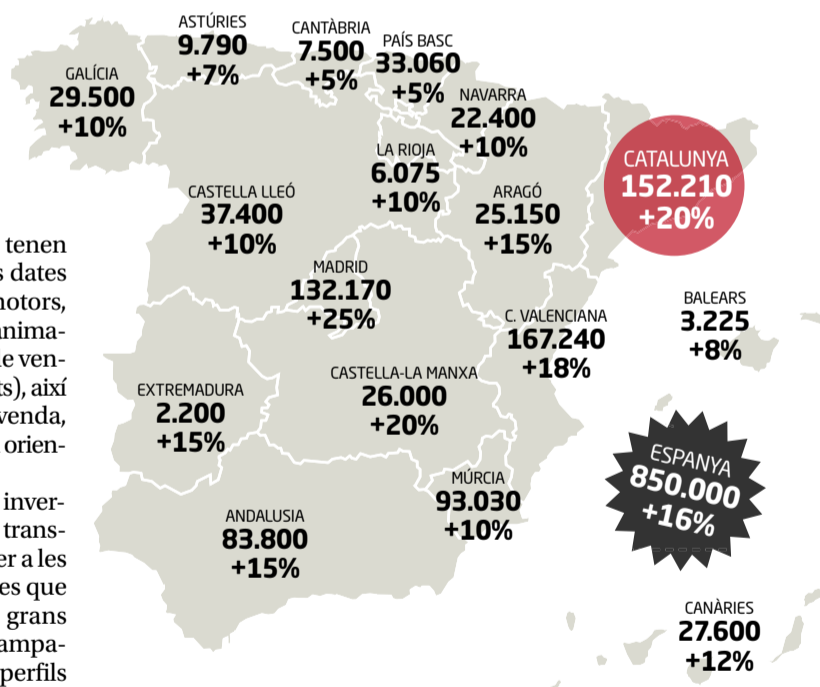 ASTÚRIES
9.790
+7%
CANTÀBRIA
7.500
+5%
PAÍS BASC
33.060
+5%
GALÍCIA
29.500
+10%
NAVARRA
22.400
+10%
LA RIOJA
6.075
+10%
CATALUNYA
152.210
+20%
CASTELLA LLEÓ
37.400
+10%
ARAGÓ
25.150
+15%
MADRID
132.170
+25%
C. VALENCIANA
167.240
+18%
BALEARS
3.225
+8%
CASTELLA-LA MANXA
26.000
+20%
EXTREMADURA
2.200
+15%
ESPANYA
850.000
+16%
MÚRCIA
93.030
+10%
ANDALUSIA
83.800
+15%
CANÀRIES
27.600
+12%
tenen
s dates
notors,
anima-
le ven-
ts), així
venda,
orien-
inver-
trans-
er a les
es que
grans
ampa-
perfils